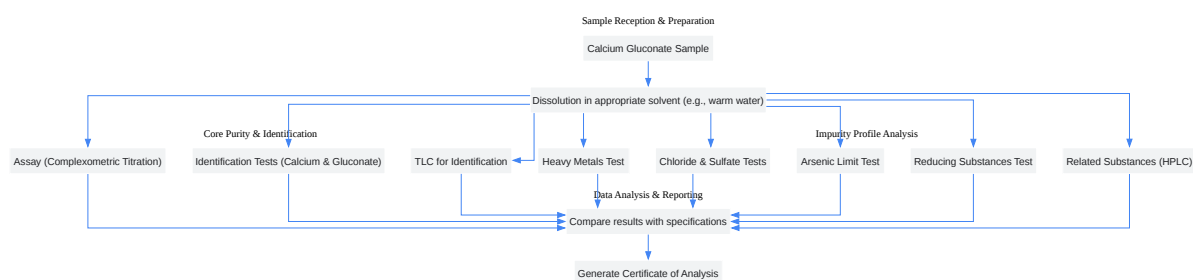 Sample Reception & Preparation
Calcium Gluconate Sample
Dissolution in appropriate solvent (e.g., warm water)
Core Purity & Identification
Impurity Profile Analysis
Assay (Complexometric Titration)
Identification Tests (Calcium & Gluconate)
TLC for Identification
Heavy Metals Test
Chloride & Sulfate Tests
Arsenic Limit Test
Reducing Substances Test
Related Substances (HPLC)
Data Analysis & Reporting
Compare results with specifications
Generate Certificate of Analysis